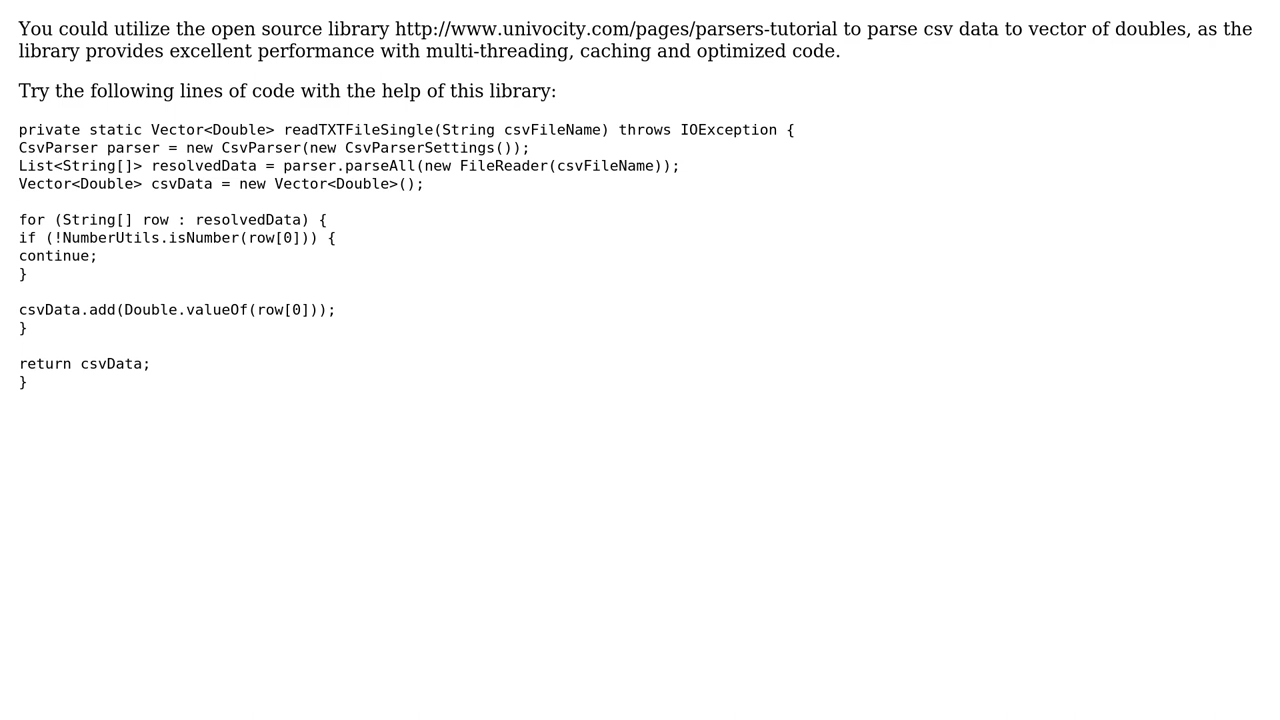 You could utilize the open source library http://www.univocity.com/pages/parsers-tutorial to parse csv data to vector of doubles, as the
library provides excellent performance with multi-threading, caching and optimized code.
Try the following lines of code with the help of this library:
private static Vector<Double> readTXTFileSingle(String csvFileName) throws IOException {
CsvParser parser = new CsvParser(new CsvParserSettings());
List<String[]> resolvedData = parser.parseAll(new FileReader(csvFileName));
Vector<Double> csvData = new Vector<Double>();
for (String[] row : resolvedData) {
if (!NumberUtils.isNumber(row[0])) {
continue;
}
csvData.add(Double.valueOf(row[0]));
}
return csvData;
}